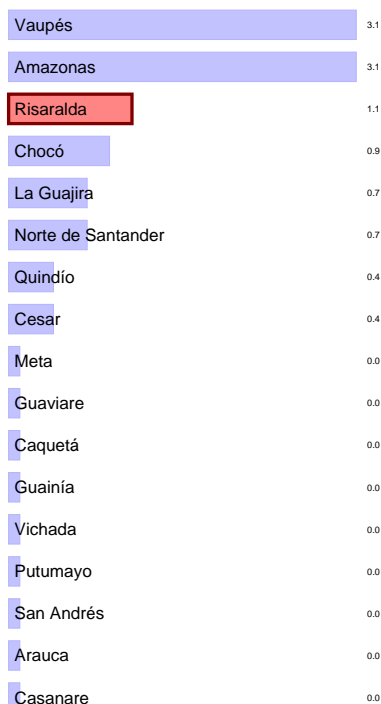 Vaupés 3.1
Amazonas 3.1
Risaralda 1.1
Chocó 0.9
La Guajira 0.7
Norte de Santander 0.7
Quindío 0.4
Cesar 0.4
Meta 0.0
Guaviare 0.0
Caquetá 0.0
Guainía 0.0
Vichada 0.0
Putumayo 0.0
San Andrés 0.0
Arauca 0.0
Casanare 0.0